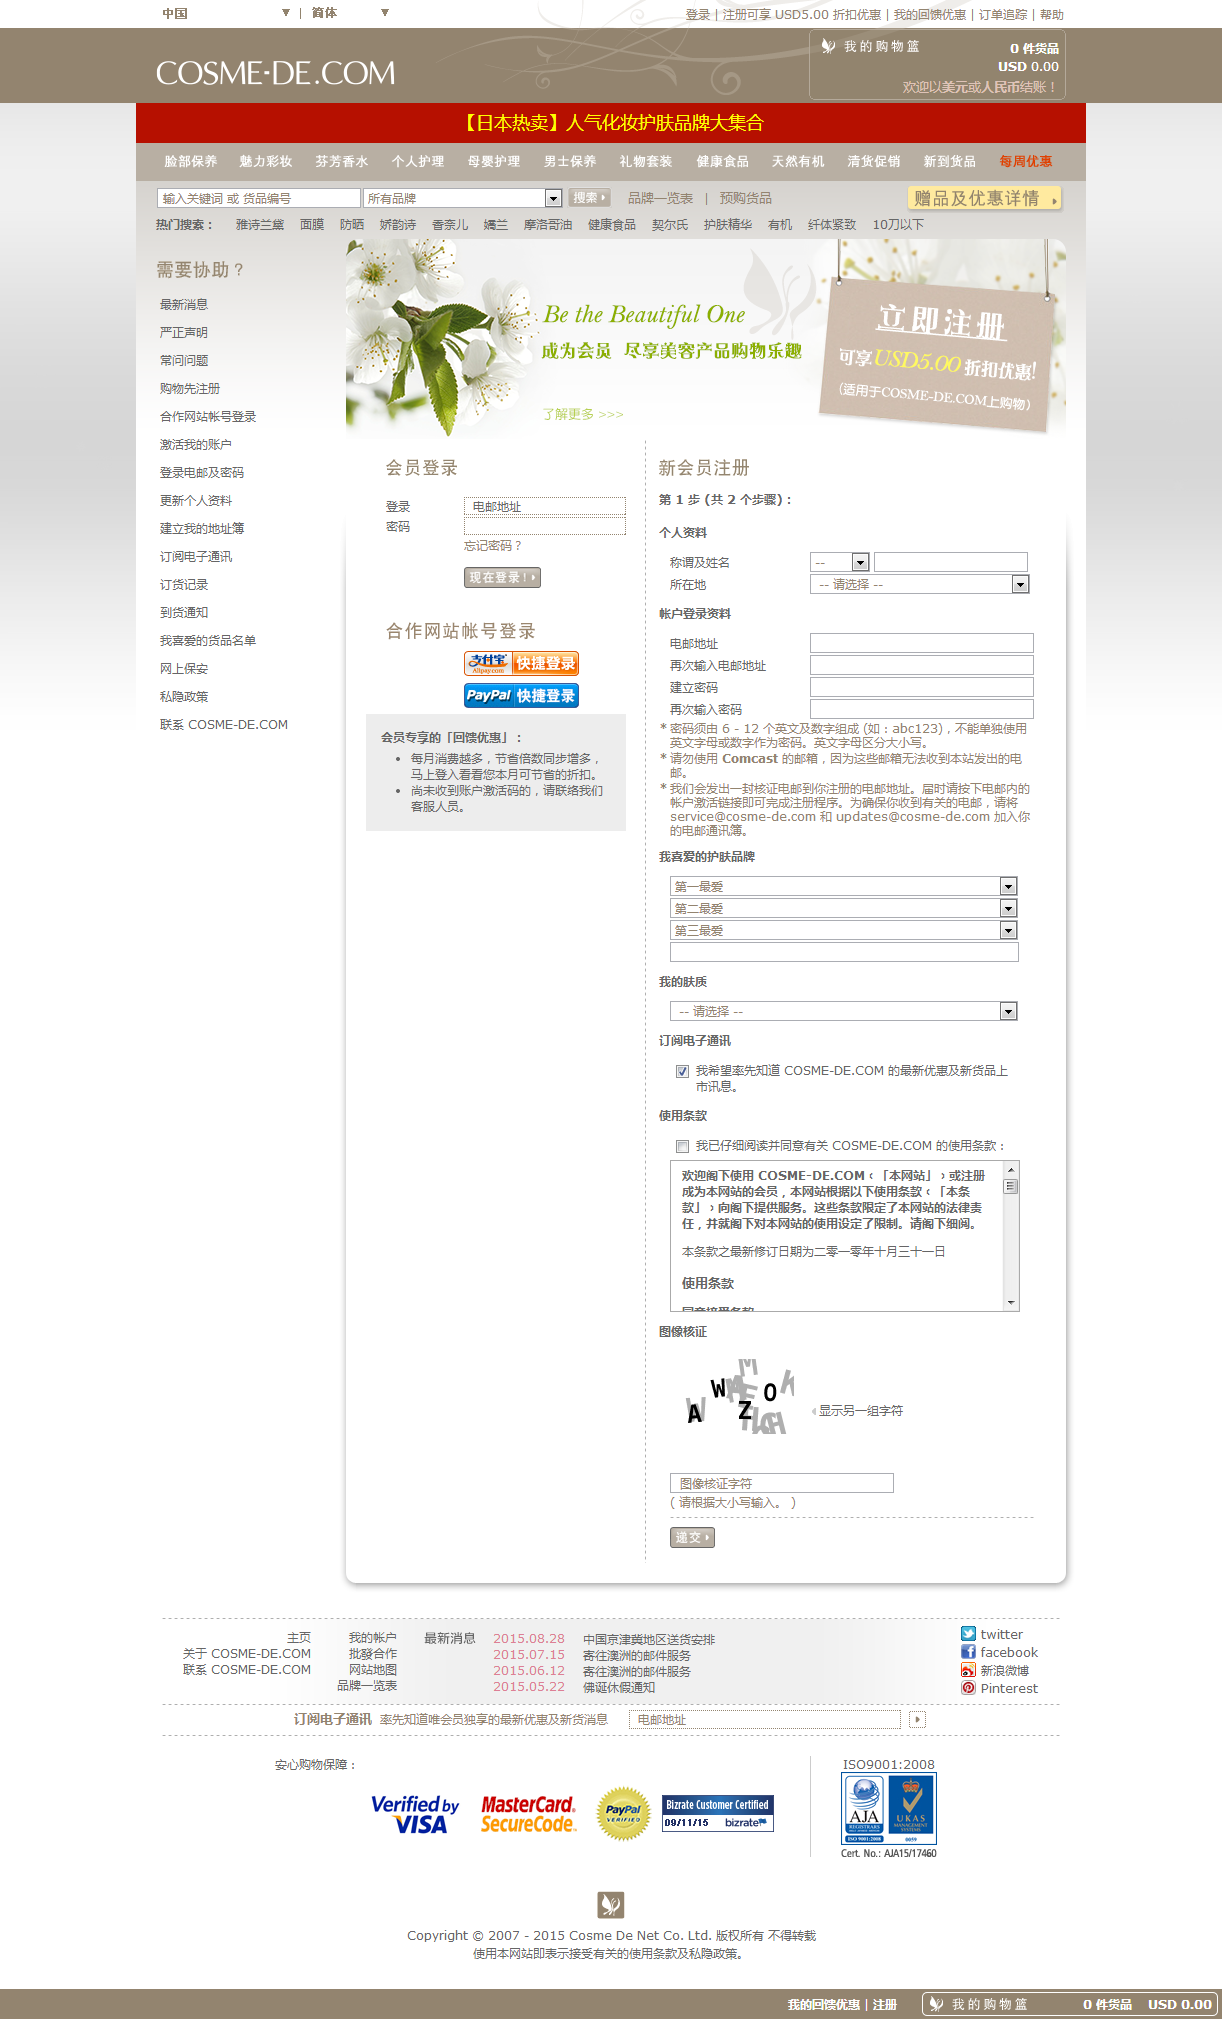 中国 | 简体
登录 | 注册可享 USD5.00 折扣优惠 | 我的回馈优惠 | 订单追踪 | 帮助
COSME-DE.COM
我的购物篮
0 件货品
USD 0.00
欢迎以美元或人民币结账！
【日本热卖】人气化妆护肤品牌大集合
脸部保养 魅力彩妆 芬芳香水 个人护理 母婴护理 男士保养 礼物套装 健康食品 天然有机 清货促销 新到货品 每周优惠
输入关键词 或 货品编号 所有品牌 搜索 品牌一览表 | 预购货品 赠品及优惠详情
热门搜索： 雅诗兰黛 面膜 防晒 娇韵诗 香奈儿 嬌兰 摩洛哥油 健康食品 契尔氏 护肤精华 有机 纤体紧致 10刀以下
需要协助？
最新消息
严正声明
常问问题
购物先注册
合作网站帐号登录
激活我的账户
登录电邮及密码
更新个人资料
建立我的地址簿
订阅电子通讯
订货记录
到货通知
我喜爱的货品名单
网上保安
私隐政策
联系 COSME-DE.COM
Be the Beautiful One
成为会员 尽享美容产品购物乐趣
了解更多 >>>
立即注册
可享USD5.00折扣优惠!
(适用于COSME-DE.COM上购物)
会员登录
登录 电邮地址
密码
忘记密码？
现在登录!
合作网站帐号登录
支付宝 Alipay.com 快捷登录
PayPal 快捷登录
会员专享的「回馈优惠」：
• 每月消费越多，节省倍数同步增多，
马上登入看看您本月可节省的折扣。
• 尚未收到账户激活码的，请联络我们
客服人员。
新会员注册
第 1 步 (共 2 个步骤)：
个人资料
称谓及姓名 --
所在地 -- 请选择 --
帐户登录资料
电邮地址
再次输入电邮地址
建立密码
再次输入密码
* 密码须由 6 - 12 个英文及数字组成 (如：abc123)，不能单独使用
英文字母或数字作为密码。英文字母区分大小写。
* 请勿使用 Comcast 的邮箱，因为这些邮箱无法收到本站发出的电
邮。
* 我们会发出一封核证电邮到你注册的电邮地址。届时请按下电邮内的
帐户激活链接即可完成注册程序。为确保你收到有关的电邮，请将
service@cosme-de.com 和 updates@cosme-de.com 加入你
的电邮通讯簿。
我喜爱的护肤品牌
第一最爱
第二最爱
第三最爱
我的肤质
-- 请选择 --
订阅电子通讯
我希望率先知道 COSME-DE.COM 的最新优惠及新货品上
市讯息。
使用条款
我已仔细阅读并同意有关 COSME-DE.COM 的使用条款：
欢迎阁下使用 COSME-DE.COM﹙「本网站」﹚或注册
成为本网站的会员，本网站根据以下使用条款﹙「本条
款」﹚向阁下提供服务。这些条款限定了本网站的法律责
任，并就阁下对本网站的使用设定了限制。请阁下细阅。
本条款之最新修订日期为二零一零年十月三十一日
使用条款
同意接受条款
图像核证
A W Z O
显示另一组字符
图像核证字符
( 请根据大小写输入。 )
递交
主页 我的帐户 最新消息 2015.08.28 中国京津冀地区送货安排
关于 COSME-DE.COM 批發合作 2015.07.15 寄往澳洲的邮件服务
联系 COSME-DE.COM 网站地图 2015.06.12 寄往澳洲的邮件服务
品牌一览表 2015.05.22 佛诞休假通知
twitter
facebook
新浪微博
Pinterest
订阅电子通讯 率先知道唯会员独享的最新优惠及新货消息 电邮地址
安心购物保障：
Verified by VISA
MasterCard. SecureCode.
PayPal VERIFIED
Bizrate Customer Certified
09/11/15 bizrate
ISO9001:2008
AJA REGISTRARS
ISO 9001:2008
UKAS MANAGEMENT SYSTEMS
0059
Cert. No.: AJA15/17460
Copyright © 2007 - 2015 Cosme De Net Co. Ltd. 版权所有 不得转载
使用本网站即表示接受有关的使用条款及私隐政策。
我的回馈优惠 | 注册 我的购物篮 0 件货品 USD 0.00